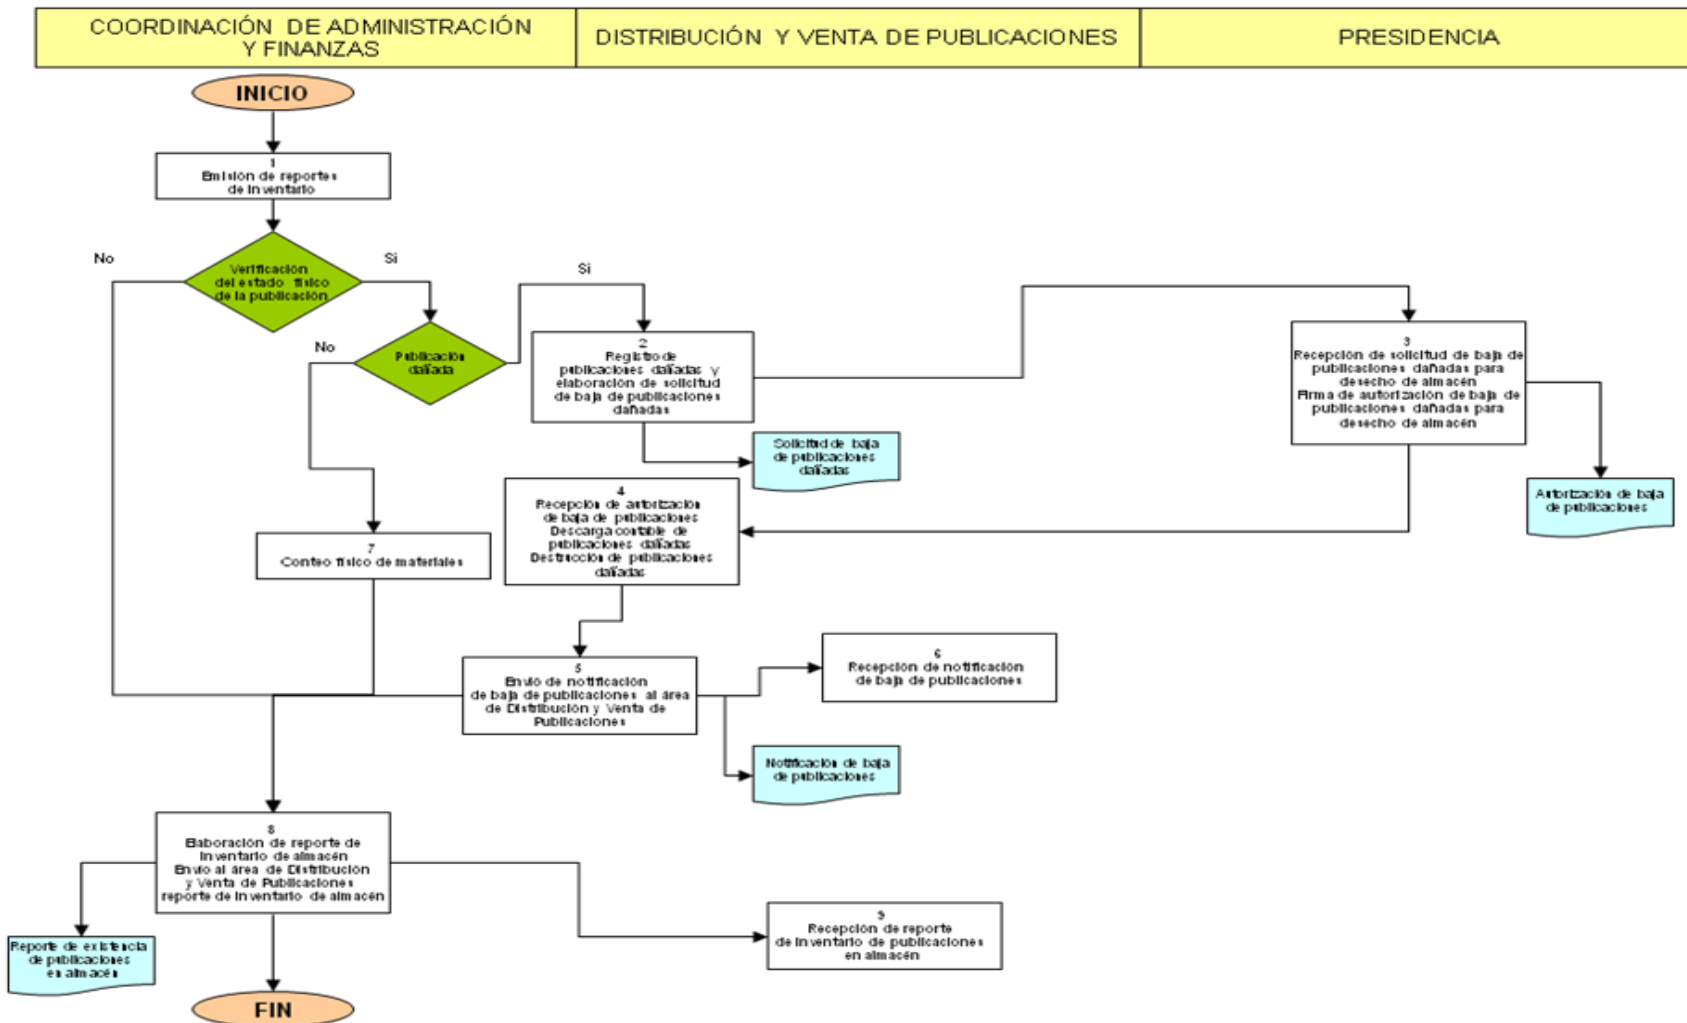 COORDINACIÓN DE ADMINISTRACIÓN
Y FINANZAS
DISTRIBUCIÓN Y VENTA DE PUBLICACIONES
PRESIDENCIA
INICIO
1
Emisión de reportes
de inventario
No
Verificación
del estado físico
de la publicación
Si
Si
No
Publicación
dañada
2
Registro de
publicaciones dañadas y
elaboración de solicitud
de baja de publicaciones
dañadas
3
Recepción de solicitud de baja de
publicaciones dañadas para
desecho de almacén
Firma de autorización de baja de
publicaciones dañadas para
desecho de almacén
Solicitud de baja
de publicaciones
dañadas
4
Recepción de autorización
de baja de publicaciones
Descarga contable de
publicaciones dañadas
Destrucción de publicaciones
dañadas
Autorización de baja
de publicaciones
7
Conteo físico de materiales
5
Envió de notificación
de baja de publicaciones al área
de Distribución y Venta de
Publicaciones
6
Recepción de notificación
de baja de publicaciones
Notificación de baja
de publicaciones
8
Elaboración de reporte de
inventario de almacén
Envío al área de Distribución
y Venta de Publicaciones
reporte de inventario de almacén
9
Recepción de reporte
de inventario de publicaciones
en almacén
Reporte de existencia
de publicaciones
en almacén
FIN